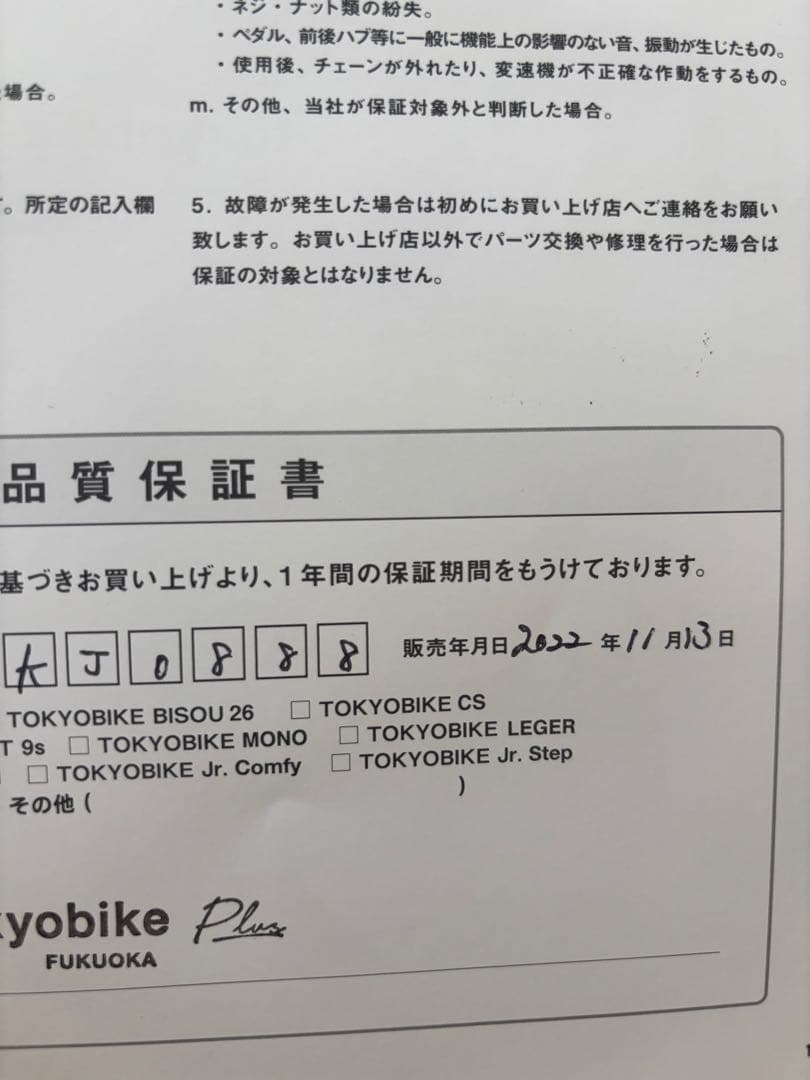 ・ネジ・ナット類の紛失。
・ペダル、前後ハブ等に一般に機能上の影響のない音、振動が生じたもの。
・使用後、チェーンが外れたり、変速機が不正確な作動をするもの。
場合。
m. その他、当社が保証対象外と判断した場合。
。所定の記入欄
5. 故障が発生した場合は初めにお買い上げ店へご連絡をお願い
致します。お買い上げ店以外でパーツ交換や修理を行った場合は
保証の対象とはなりません。
品質保証書
基づきお買い上げより、1年間の保証期間をもうけております。
KJ0888 販売年月日 2022 年 11 月 13 日
TOKYOBIKE BISOU 26 □ TOKYOBIKE CS
T 9s □ TOKYOBIKE MONO □ TOKYOBIKE LEGER
□ TOKYOBIKE Jr. Comfy □ TOKYOBIKE Jr. Step
その他 ( )
yobike Plus
FUKUOKA